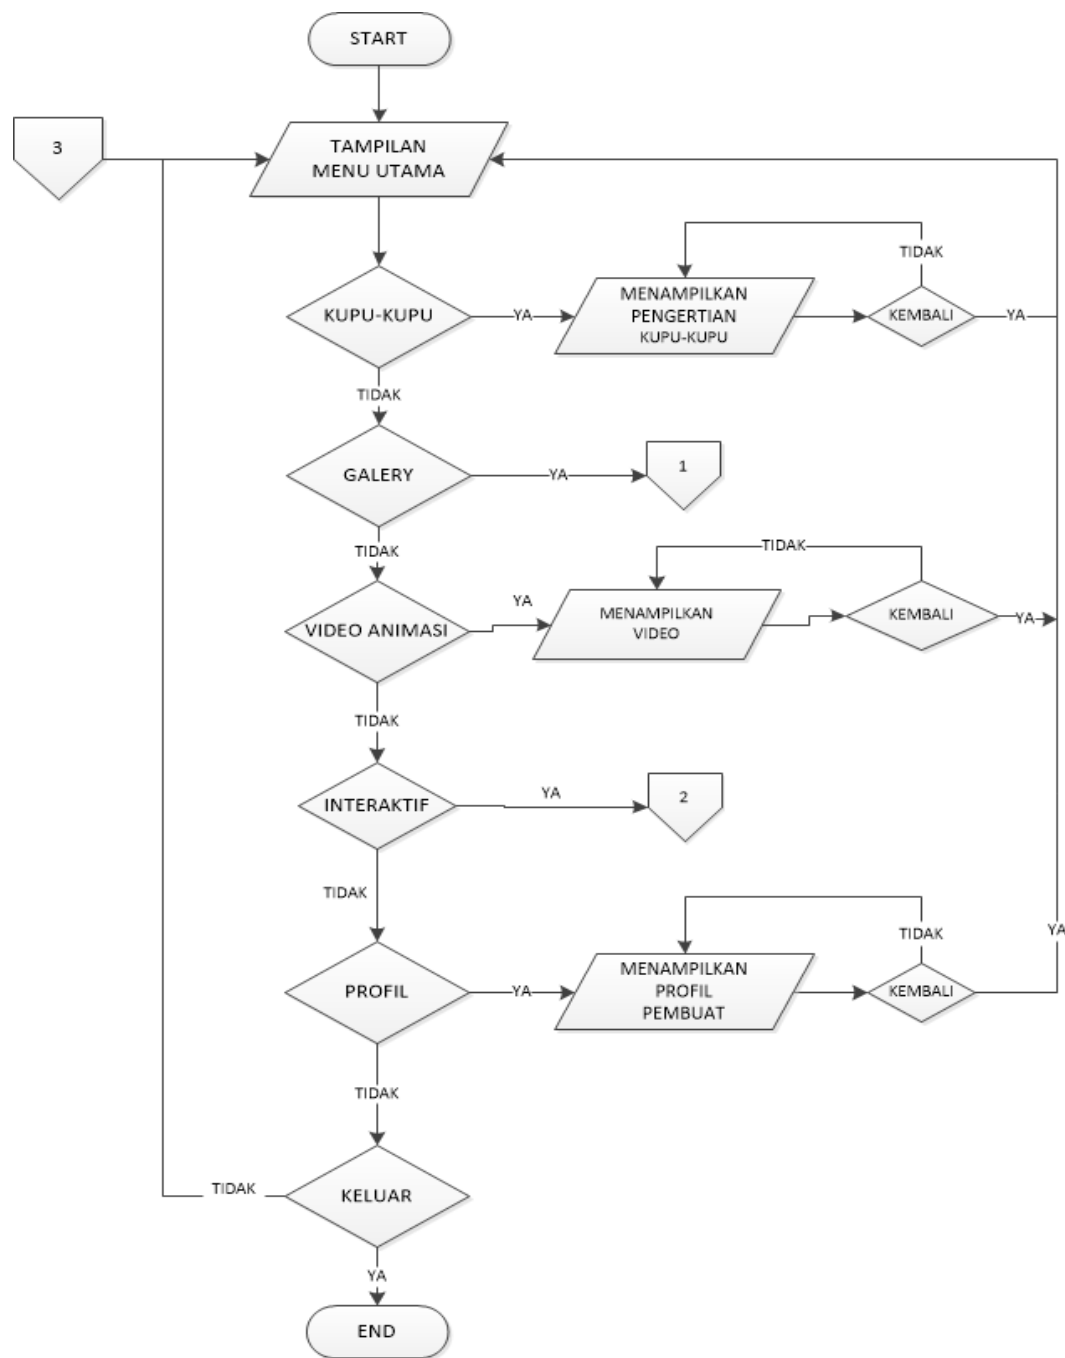 START
3
TAMPILAN
MENU UTAMA
TIDAK
KUPU-KUPU
YA
MENAMPILKAN
PENGERTIAN
KUPU-KUPU
KEMBALI
YA
TIDAK
GALERY
YA
1
TIDAK
TIDAK
VIDEO ANIMASI
YA
MENAMPILKAN
VIDEO
KEMBALI
YA
TIDAK
INTERAKTIF
YA
2
TIDAK
TIDAK
YA
PROFIL
YA
MENAMPILKAN
PROFIL
PEMBUAT
KEMBALI
TIDAK
TIDAK
KELUAR
YA
END